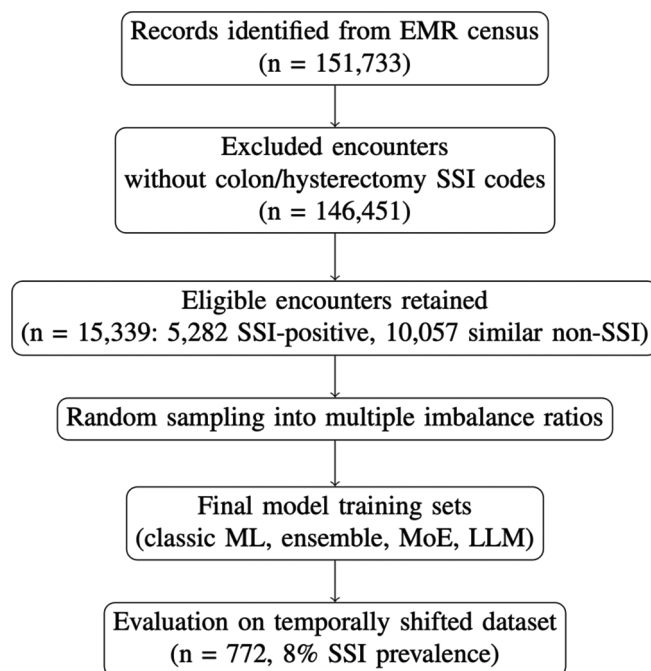 Records identified from EMR census
(n = 151,733)
Excluded encounters
without colon/hysterectomy SSI codes
(n = 146,451)
Eligible encounters retained
(n = 15,339: 5,282 SSI-positive, 10,057 similar non-SSI)
Random sampling into multiple imbalance ratios
Final model training sets
(classic ML, ensemble, MoE, LLM)
Evaluation on temporally shifted dataset
(n = 772, 8% SSI prevalence)